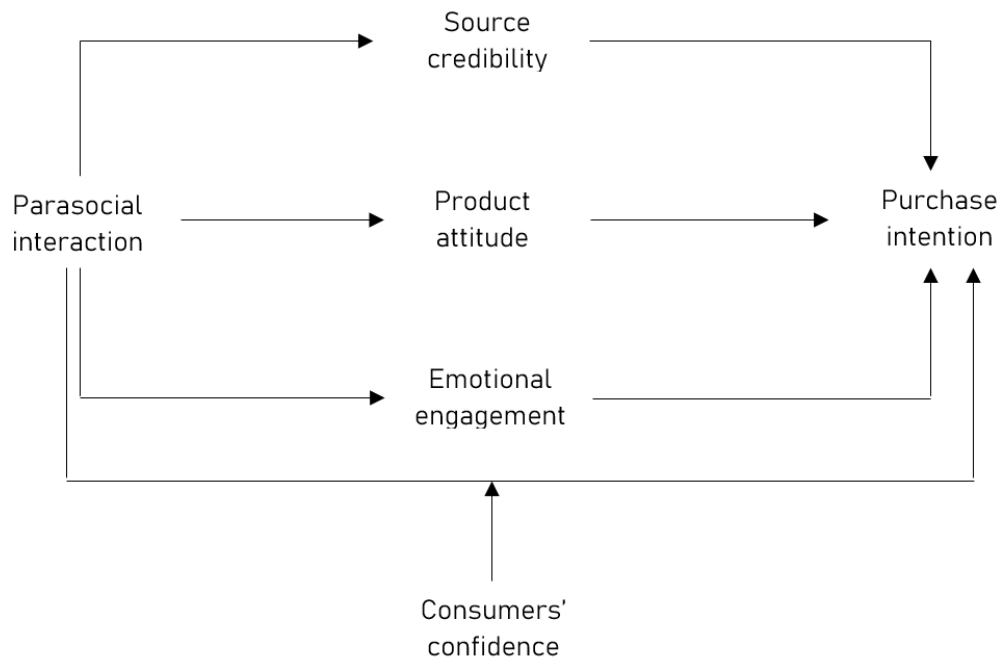 Source
credibility
Parasocial
interaction
Product
attitude
Purchase
intention
Emotional
engagement
Consumers’
confidence